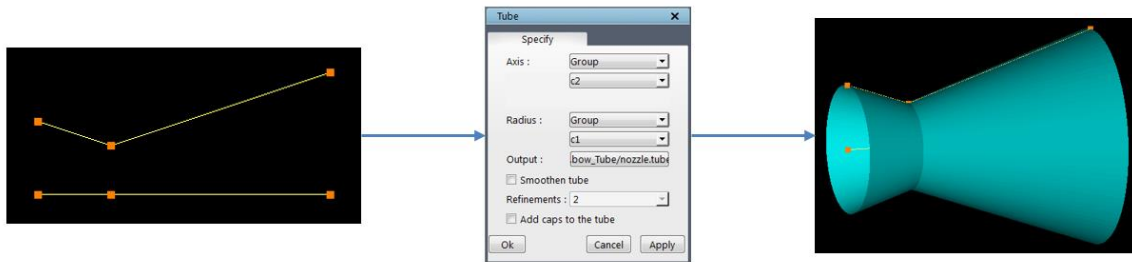 Tube
Specify
Axis : Group
c2
Radius : Group
c1
Output : .bow_Tube/nozzle.tube
Smoothen tube
Refinements : 2
Add caps to the tube
Ok Cancel Apply